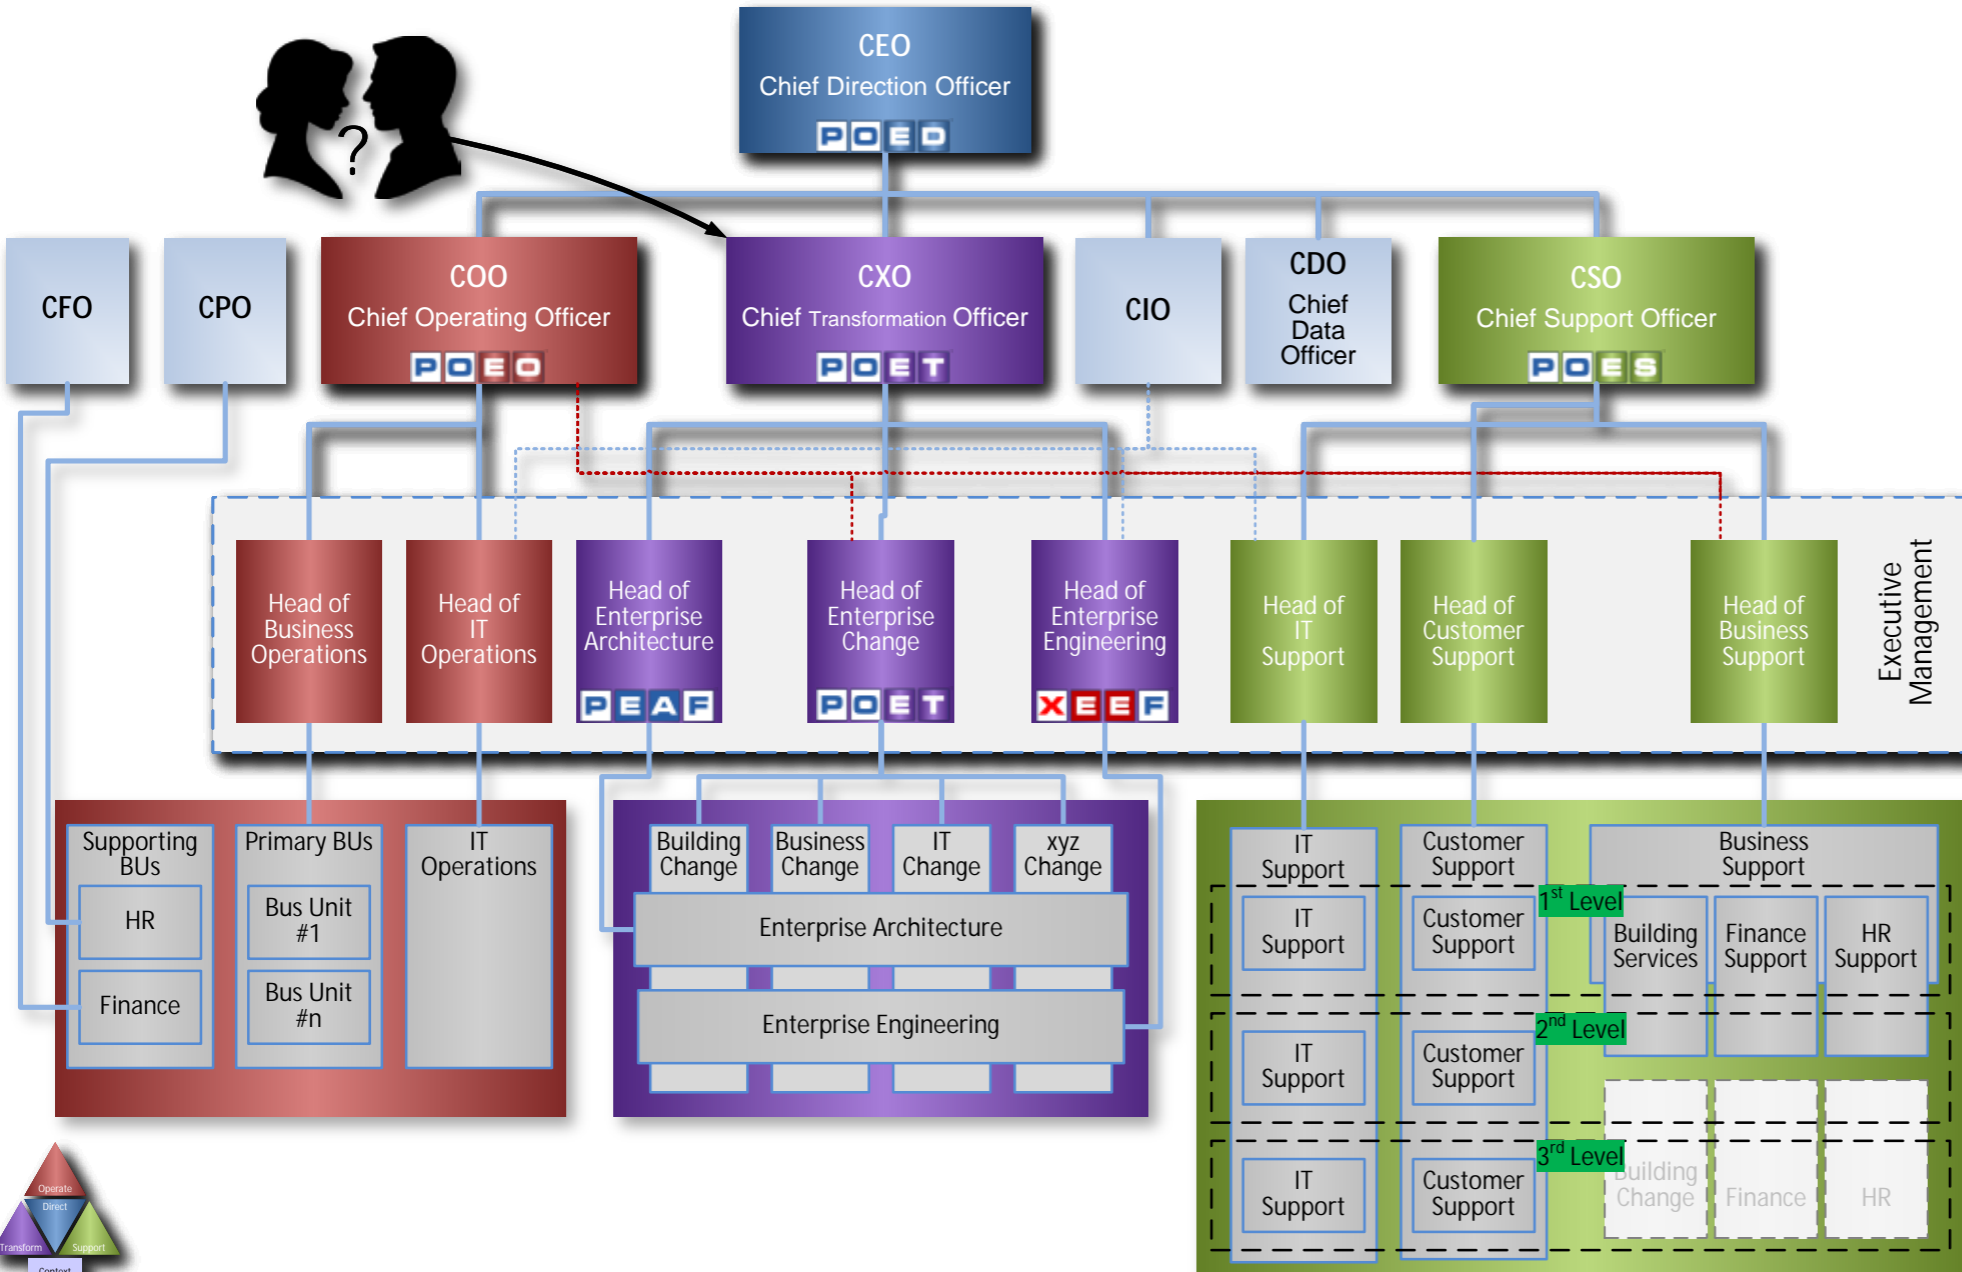 CEO
Chief Direction Officer
POED
?
CFO
CPO
COO
Chief Operating Officer
POEO
CXO
Chief Transformation Officer
POET
CIO
CDO
Chief
Data
Officer
CSO
Chief Support Officer
POES
Head of
Business
Operations
Head of
IT
Operations
Head of
Enterprise
Architecture
PEAF
Head of
Enterprise
Change
POET
Head of
Enterprise
Engineering
XEEF
Head of
IT
Support
Head of
Customer
Support
Head of
Business
Support
Executive
Management
Supporting
BUs
HR
Finance
Primary BUs
Bus Unit
#1
Bus Unit
#n
IT
Operations
Building
Change
Business
Change
IT
Change
xyz
Change
Enterprise Architecture
Enterprise Engineering
IT
Support
Customer
Support
Business
Support
1st Level
IT
Support
Customer
Support
Building
Services
Finance
Support
HR
Support
2nd Level
IT
Support
Customer
Support
3rd Level
IT
Support
Customer
Support
Building
Change
Finance
HR
Operate
Direct
Transform
Support
Context